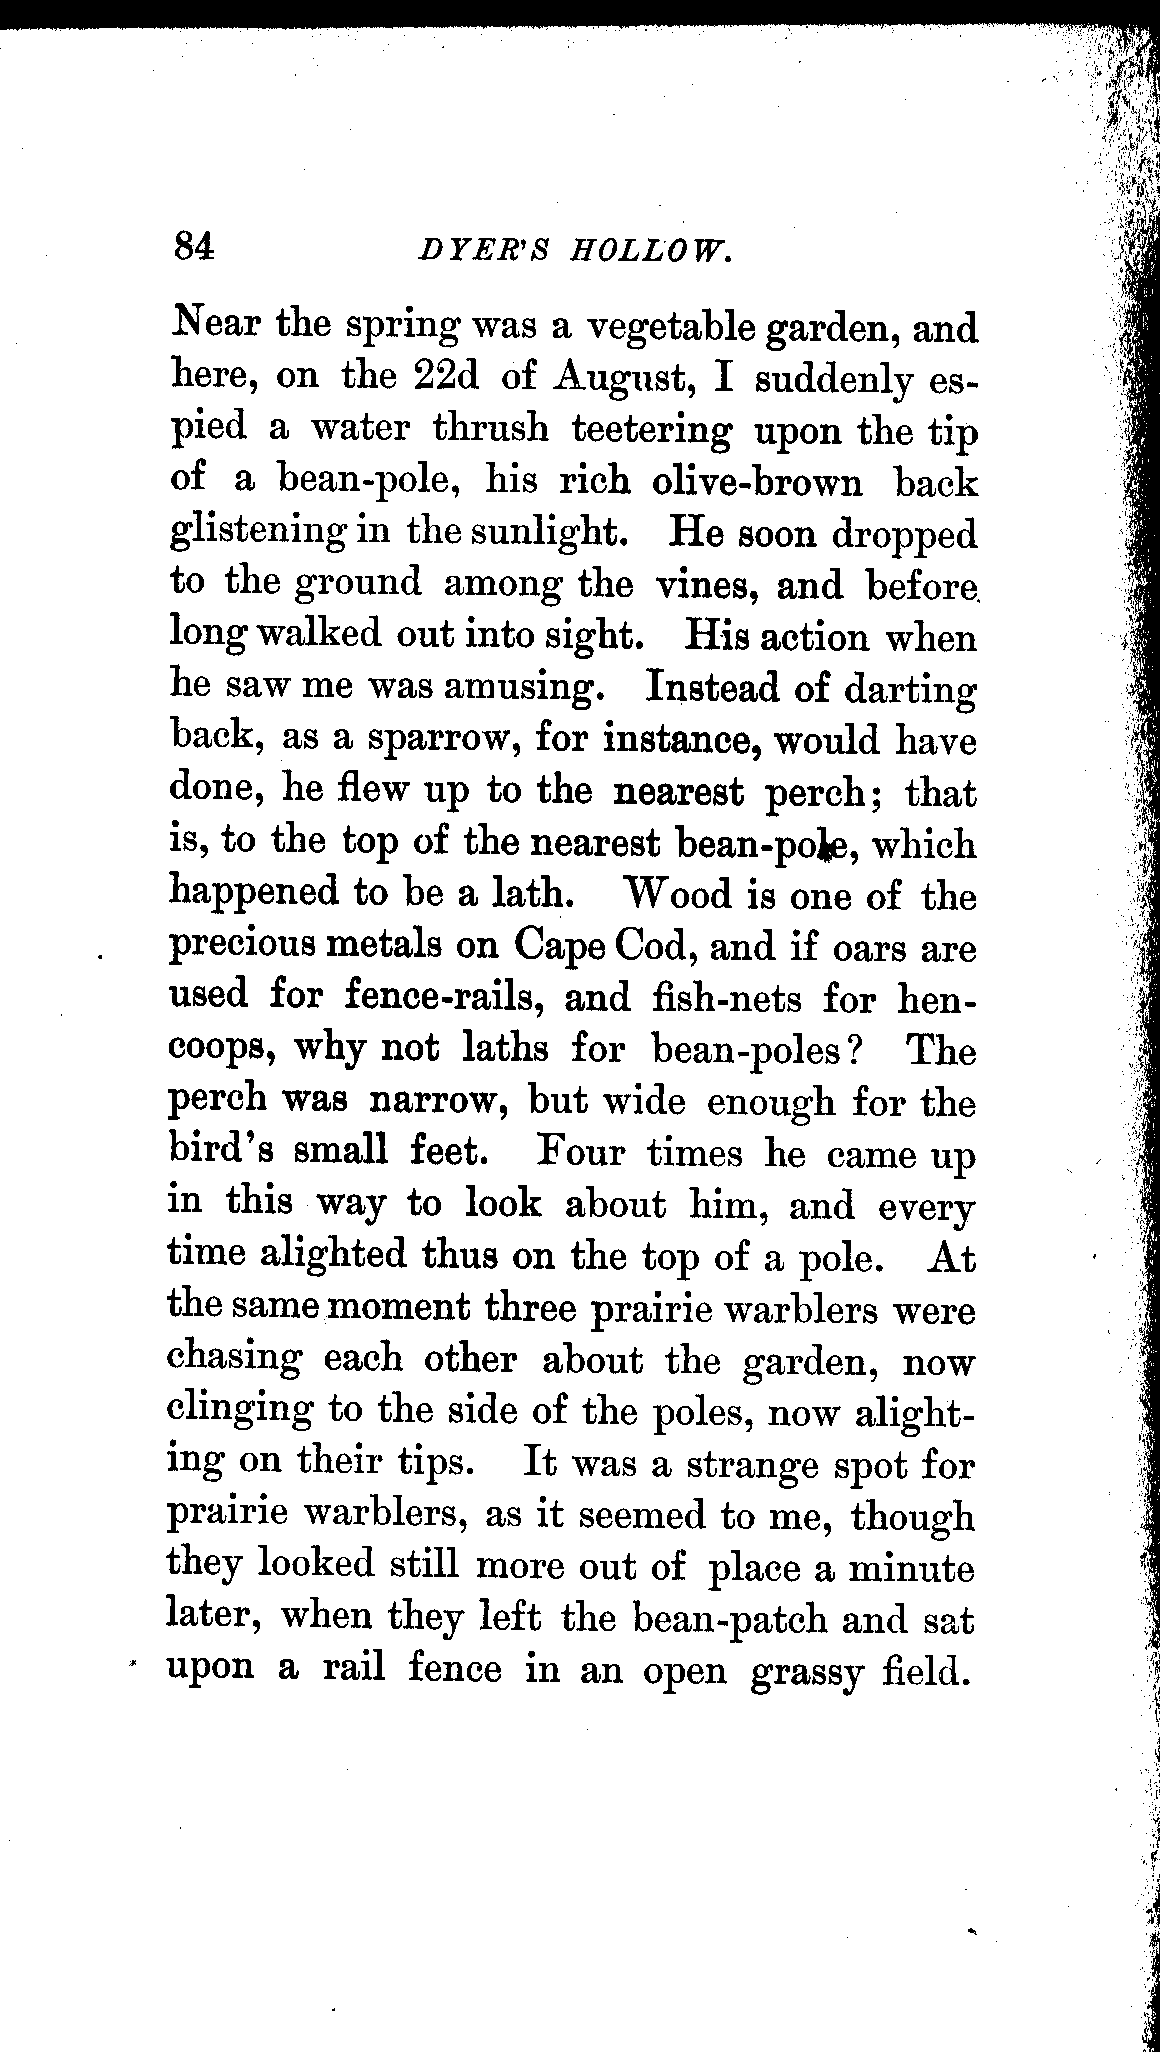 84 DYER'S HOLLOW.
Near the spring was a vegetable garden, and
here, on the 22d of August, I suddenly es-
pied a water thrush teetering upon the tip
of a bean-pole, his rich olive-brown back
glistening in the sunlight. He soon dropped
to the ground among the vines, and before
long walked out into sight. His action when
he saw me was amusing. Instead of darting
back, as a sparrow, for instance, would have
done, he flew up to the nearest perch; that
is, to the top of the nearest bean-pole, which
happened to be a lath. Wood is one of the
precious metals on Cape Cod, and if oars are
used for fence-rails, and fish-nets for hen-
coops, why not laths for bean-poles? The
perch was narrow, but wide enough for the
bird's small feet. Four times he came up
in this way to look about him, and every
time alighted thus on the top of a pole. At
the same moment three prairie warblers were
chasing each other about the garden, now
clinging to the side of the poles, now alight-
ing on their tips. It was a strange spot for
prairie warblers, as it seemed to me, though
they looked still more out of place a minute
later, when they left the bean-patch and sat
upon a rail fence in an open grassy field.